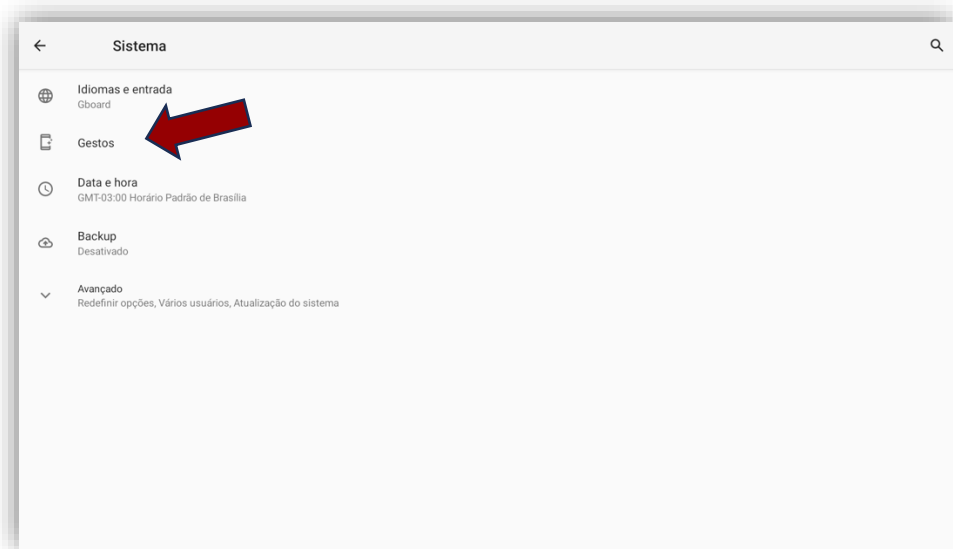 Sistema
Idiomas e entrada
Gboard
Gestos
Data e hora
GMT-03:00 Horário Padrão de Brasília
Backup
Desativado
Avançado
Redefinir opções, Vários usuários, Atualização do sistema